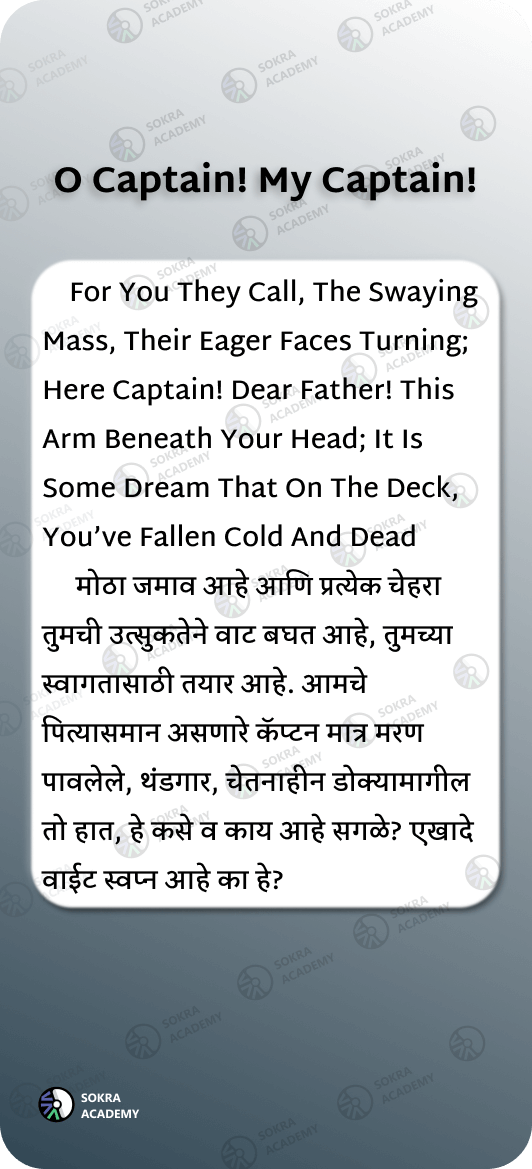 O Captain! My Captain!
For You They Call, The Swaying
Mass, Their Eager Faces Turning;
Here Captain! Dear Father! This
Arm Beneath Your Head; It Is
Some Dream That On The Deck,
You’ve Fallen Cold And Dead
मोठा जमाव आहे आणि प्रत्येक चेहरा
तुमची उत्सुकतेने वाट बघत आहे, तुमच्या
स्वागतासाठी तयार आहे. आमचे
पित्यासमान असणारे कॅप्टन मात्र मरण
पावलेले, थंडगार, चेतनाहीन डोक्यामागील
तो हात, हे कसे व काय आहे सगळे? एखादे
वाईट स्वप्न आहे का हे?
SOKRA
ACADEMY